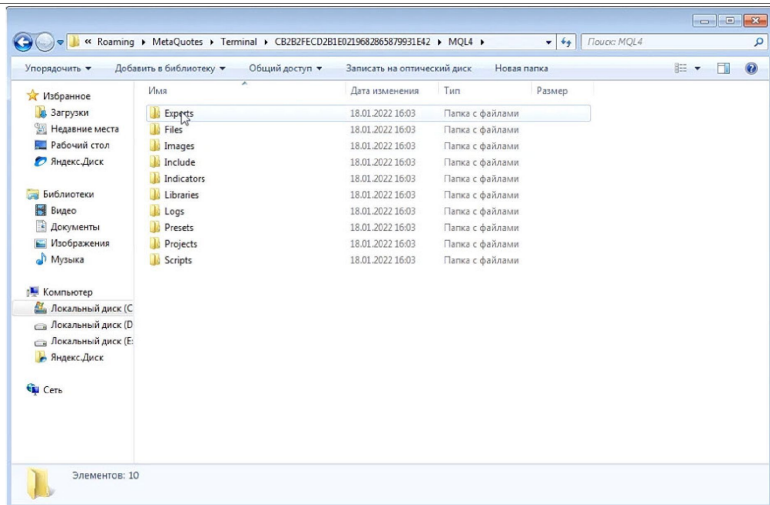 « Roaming ▸ MetaQuotes ▸ Terminal ▸ CB2B2FECD2B1E0219682865879931E42 ▸ MQL4 ▸ Поиск: MQL4
Упорядочить Добавить в библиотеку Общий доступ Записать на оптический диск Новая папка
Имя Дата изменения Тип Размер
Избранное
Загрузки
Недавние места
Рабочий стол
Яндекс.Диск
Библиотеки
Видео
Документы
Изображения
Музыка
Компьютер
Локальный диск (C
Локальный диск (D
Локальный диск (E:
Яндекс.Диск
Сеть
Experts 18.01.2022 16:03 Папка с файлами
Files 18.01.2022 16:03 Папка с файлами
Images 18.01.2022 16:03 Папка с файлами
Include 18.01.2022 16:03 Папка с файлами
Indicators 18.01.2022 16:03 Папка с файлами
Libraries 18.01.2022 16:03 Папка с файлами
Logs 18.01.2022 16:03 Папка с файлами
Presets 18.01.2022 16:03 Папка с файлами
Projects 18.01.2022 16:03 Папка с файлами
Scripts 18.01.2022 16:03 Папка с файлами
Элементов: 10